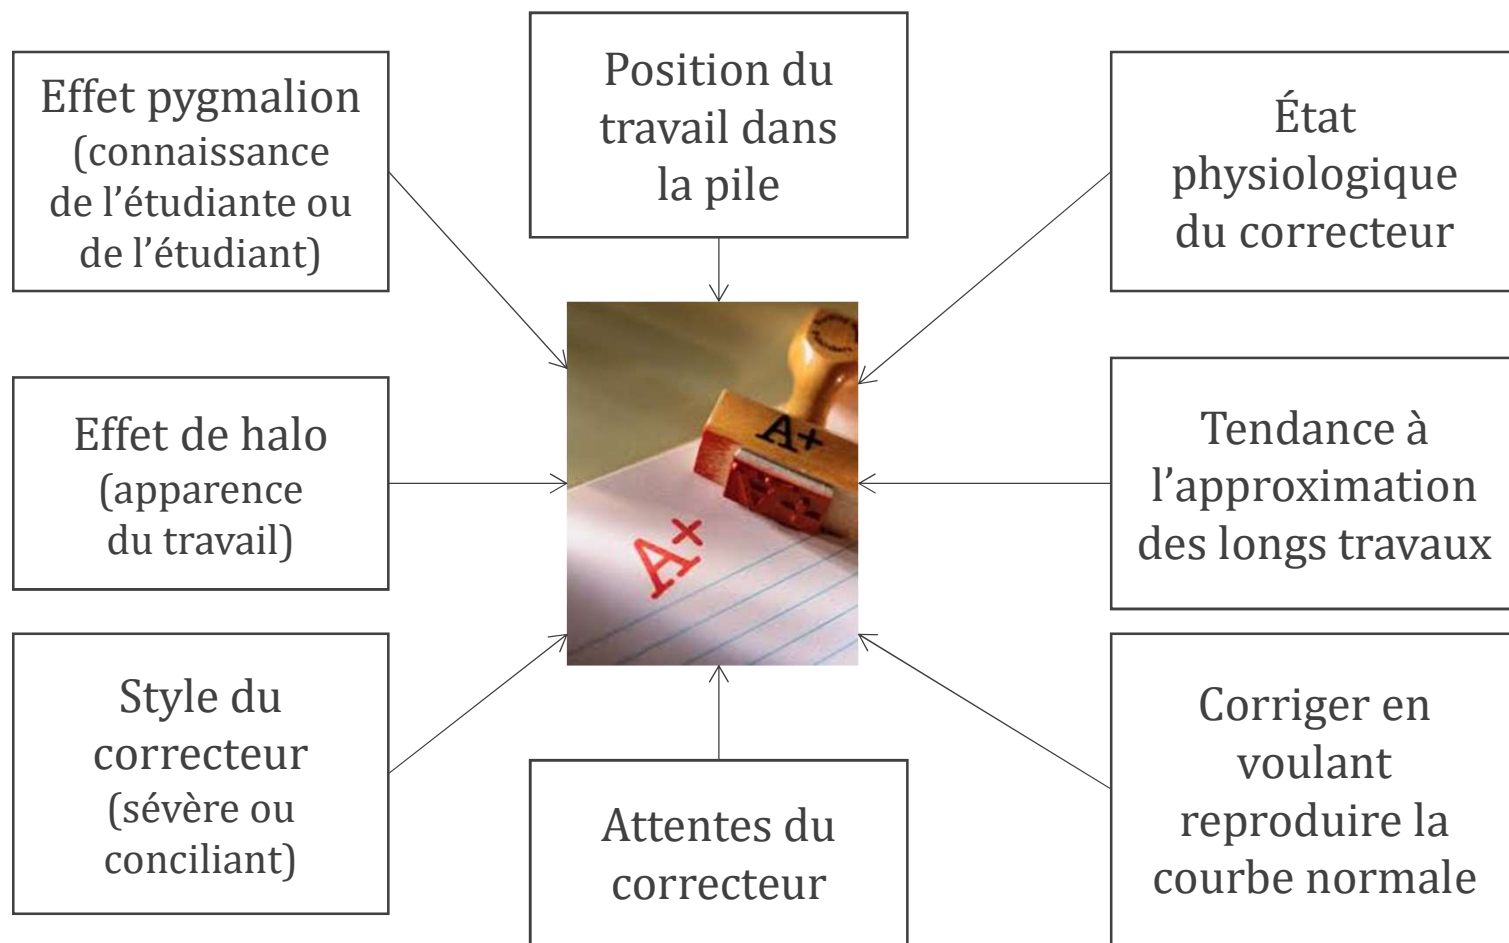 Effet pygmalion
(connaissance
de l’étudiante ou
de l’étudiant)
Position du
travail dans
la pile
État
physiologique
du correcteur
Effet de halo
(apparence
du travail)
A+
A+
Tendance à
l’approximation
des longs travaux
Style du
correcteur
(sévère ou
conciliant)
Attentes du
correcteur
Corriger en
voulant
reproduire la
courbe normale